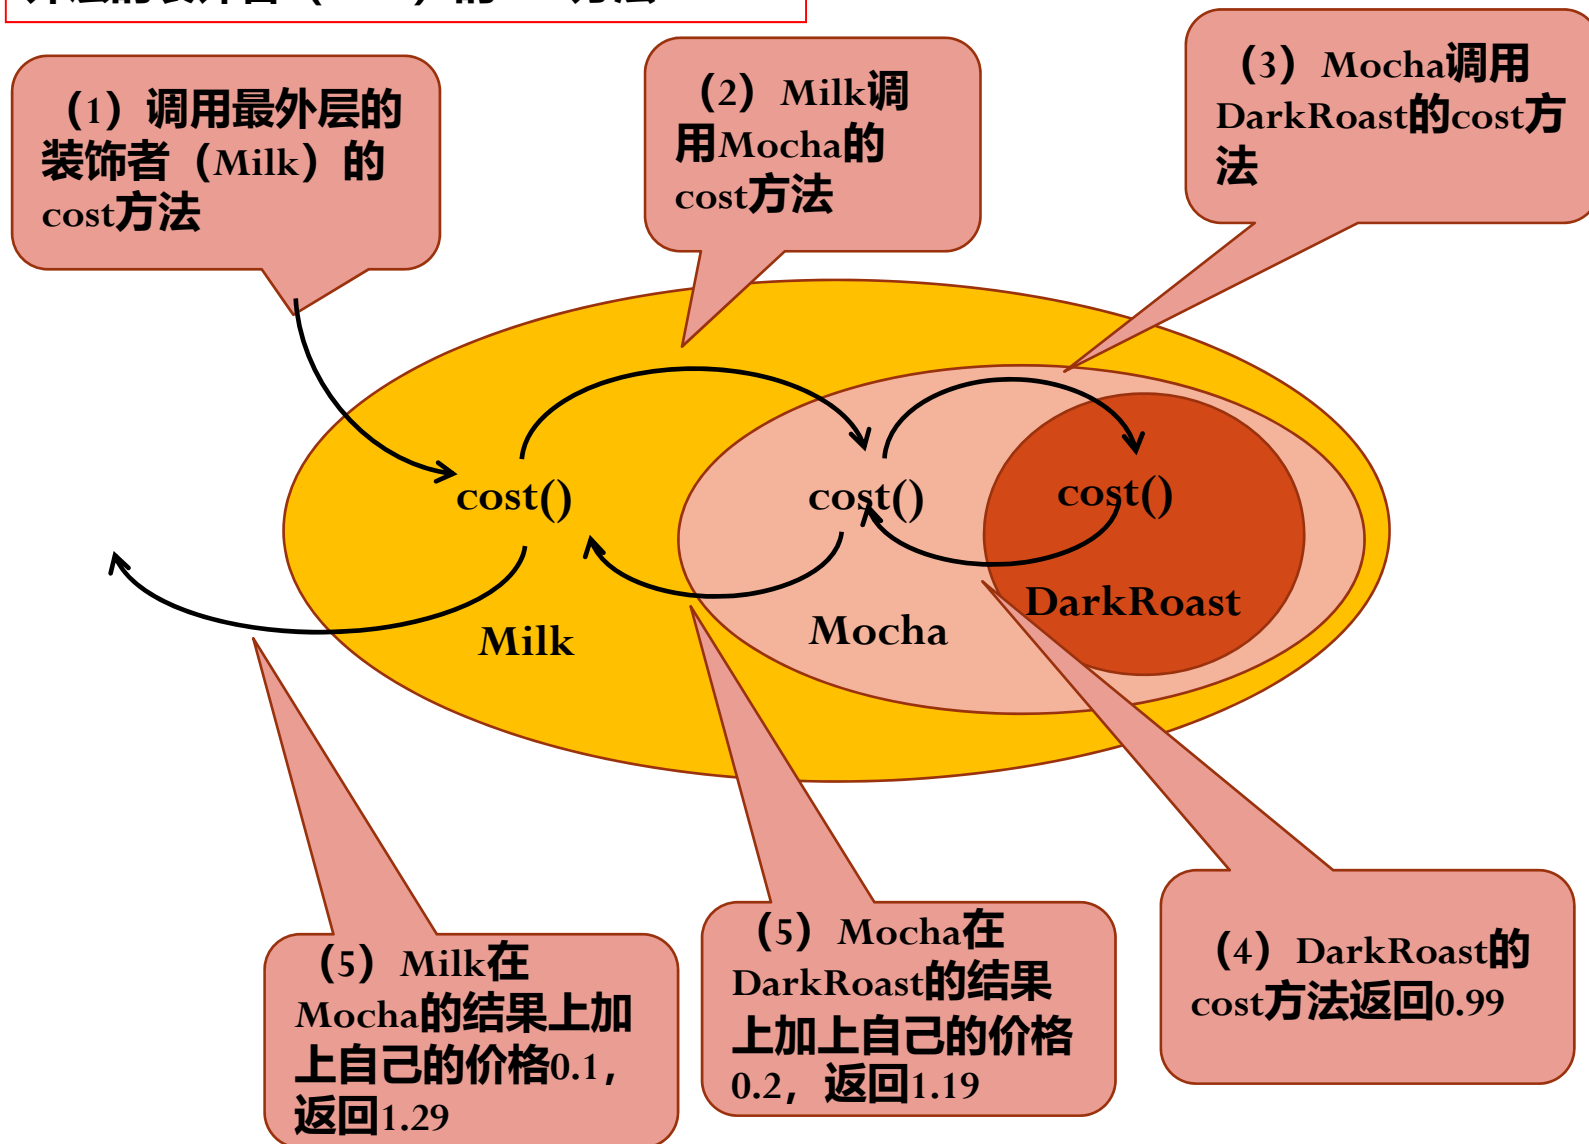 （1）调用最外层的
装饰者（Milk）的
cost方法
（2）Milk调
用Mocha的
cost方法
（3）Mocha调用
DarkRoast的cost方
法
cost()
cost()
cost()
Milk
Mocha
DarkRoast
（5）Milk在
Mocha的结果上加
上自己的价格0.1，
返回1.29
（5）Mocha在
DarkRoast的结果
上加上自己的价格
0.2，返回1.19
（4）DarkRoast的
cost方法返回0.99